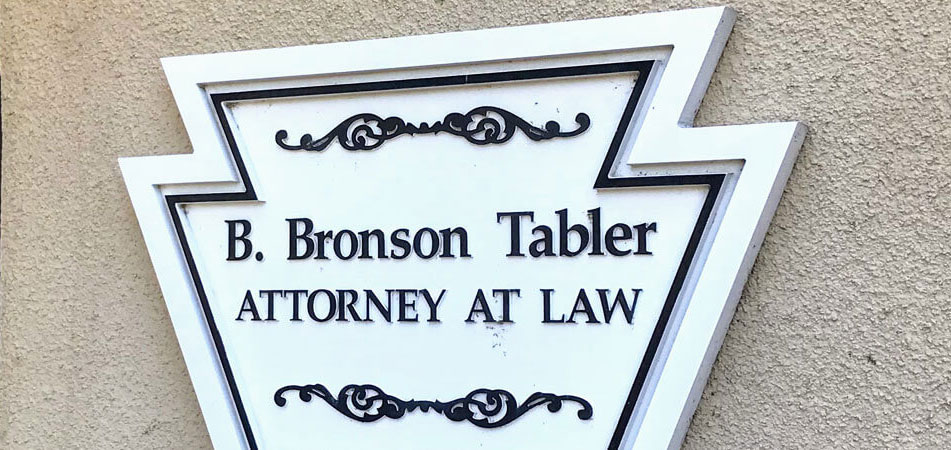 B. Bronson Tabler
ATTORNEY AT LAW